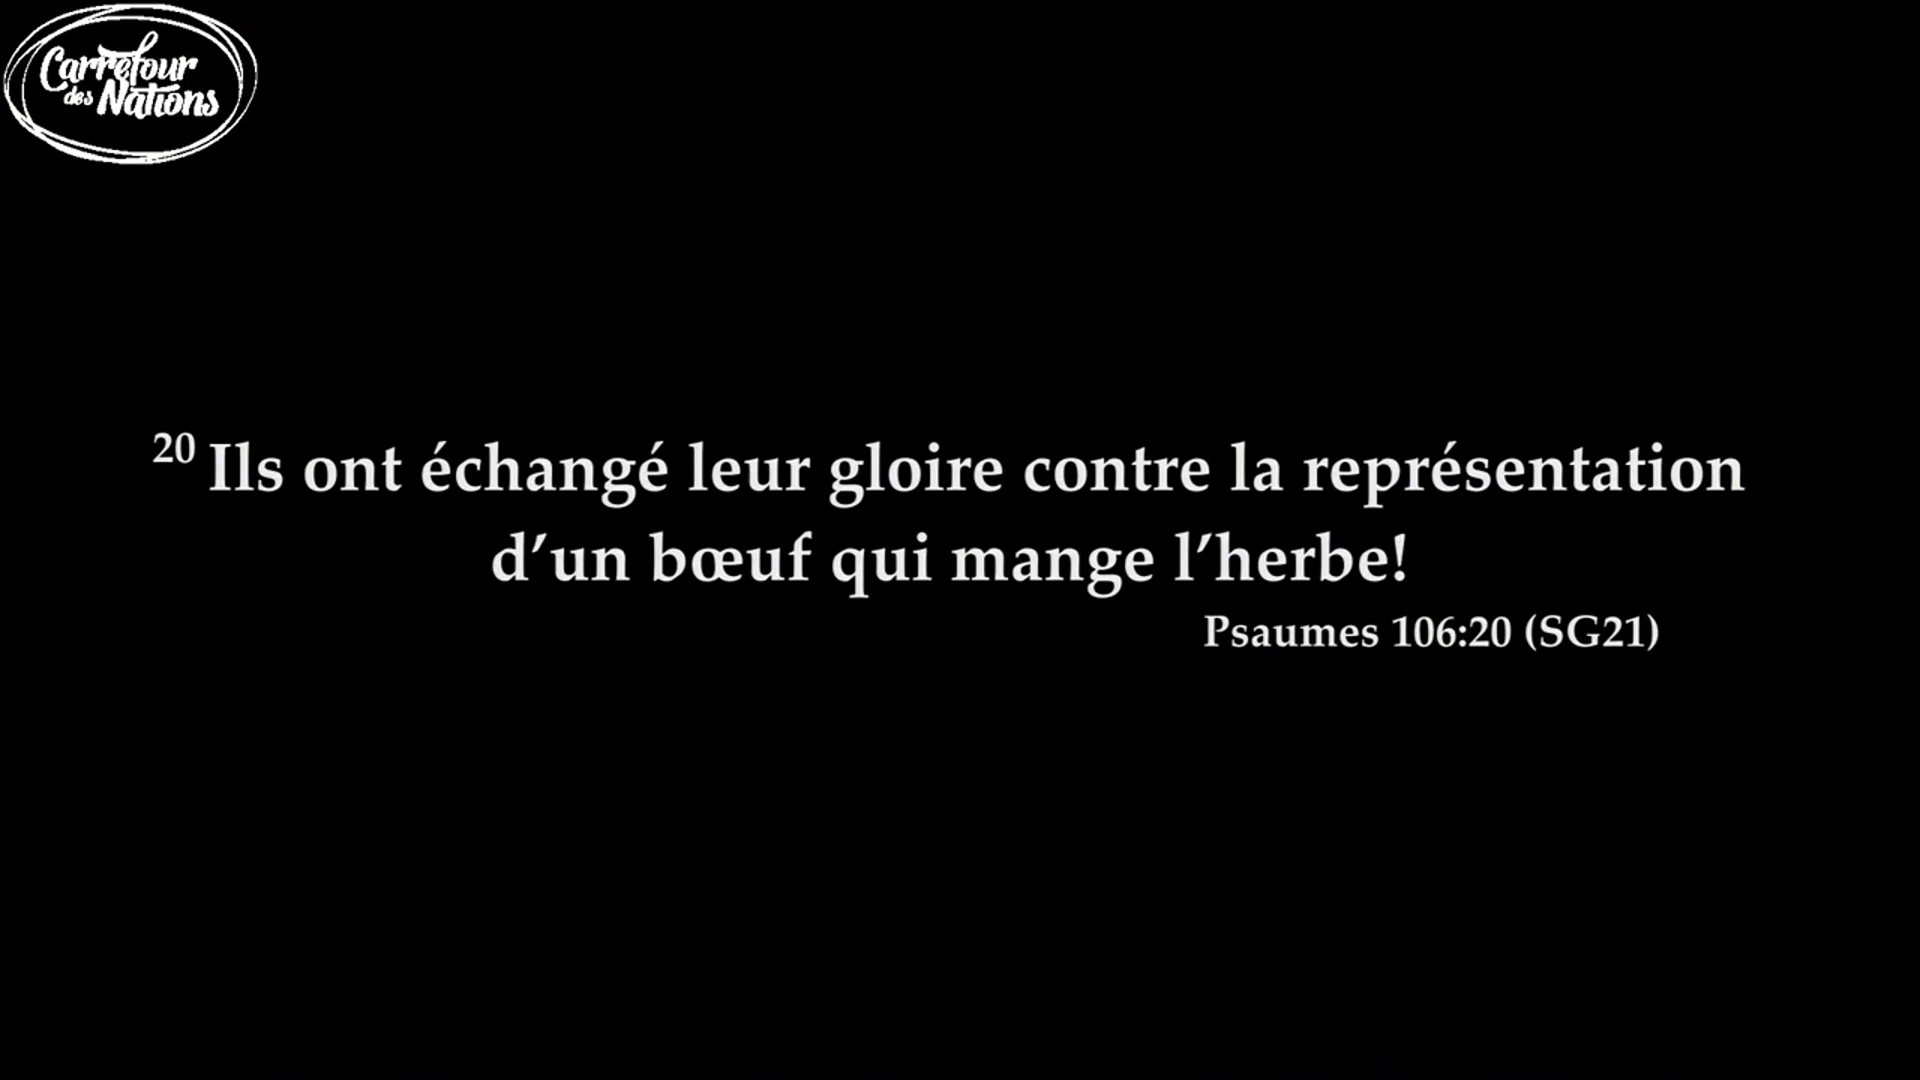 Carrefour
des Nations
20 Ils ont échangé leur gloire contre la représentation
d’un bœuf qui mange l’herbe!
Psaumes 106:20 (SG21)